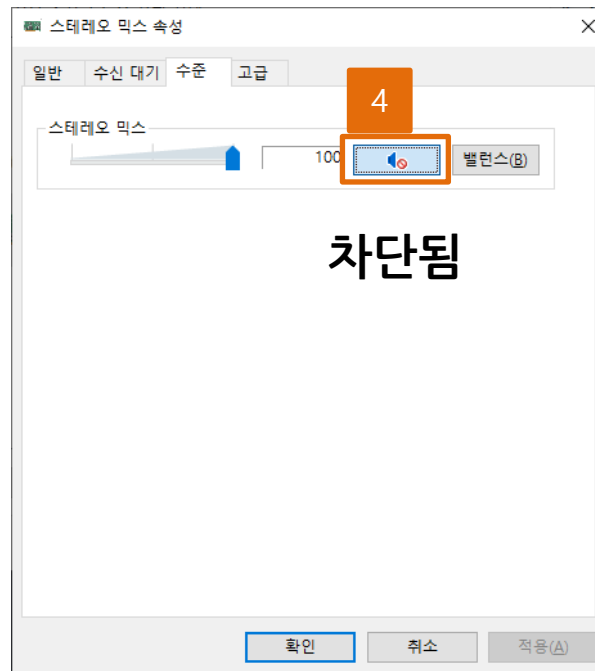 스테레오 믹스 속성
일반 수신 대기 수준 고급
4
스테레오 믹스
100 밸런스(B)
차단됨
확인 취소 적용(A)